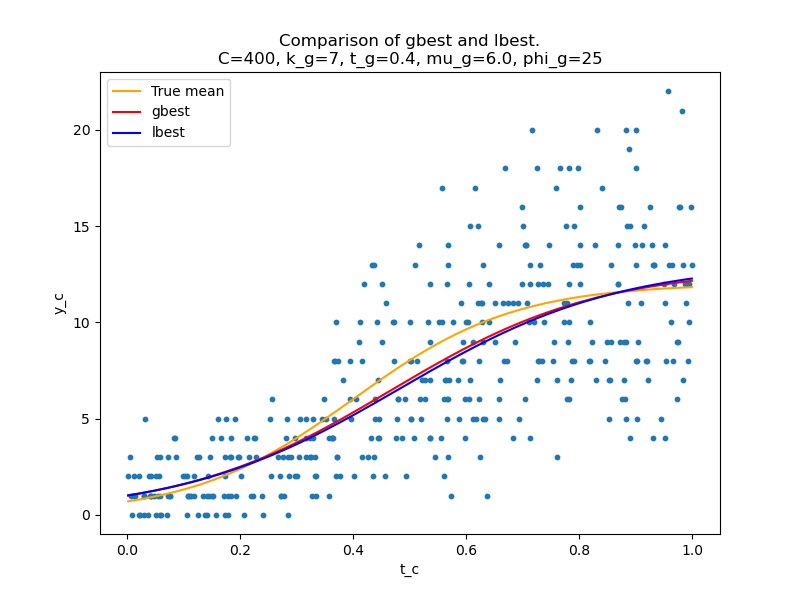 Comparison of gbest and lbest.
C=400, k_g=7, t_g=0.4, mu_g=6.0, phi_g=25
True mean
gbest
lbest
20
15
10
5
0
y_c
0.0 0.2 0.4 0.6 0.8 1.0
t_c